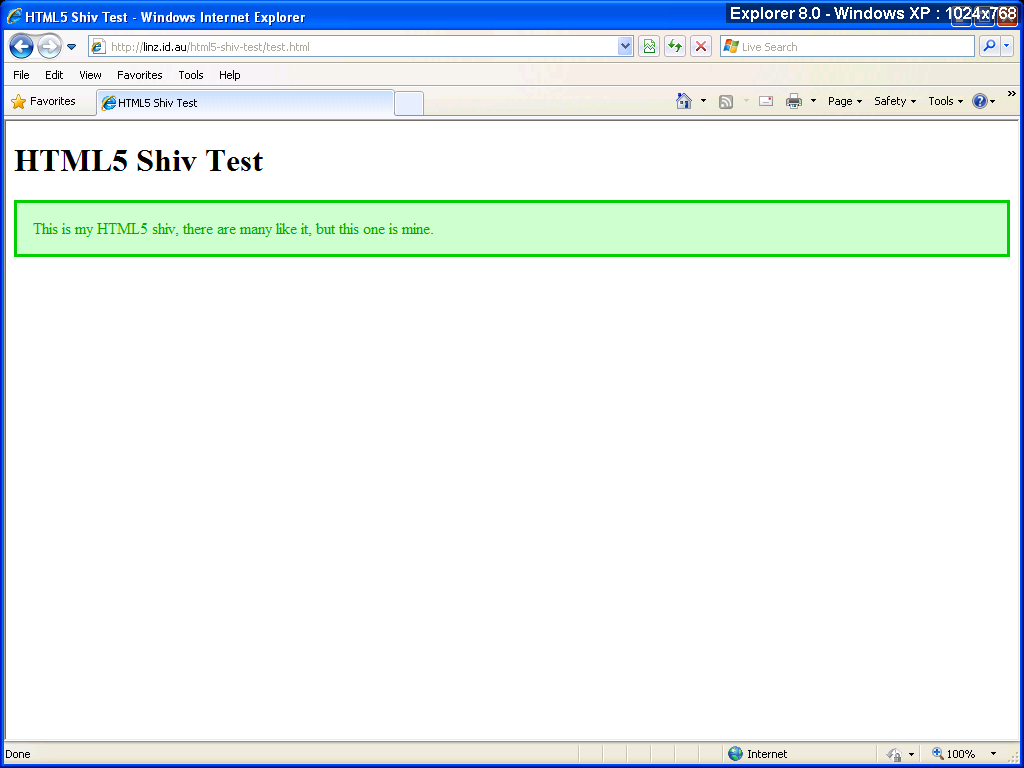 HTML5 Shiv Test - Windows Internet Explorer
Explorer 8.0 - Windows XP : 1024x768
http://linz.id.au/html5-shiv-test/test.html
Live Search
File Edit View Favorites Tools Help
Favorites
HTML5 Shiv Test
Page Safety Tools
HTML5 Shiv Test
This is my HTML5 shiv, there are many like it, but this one is mine.
Done
Internet
100%